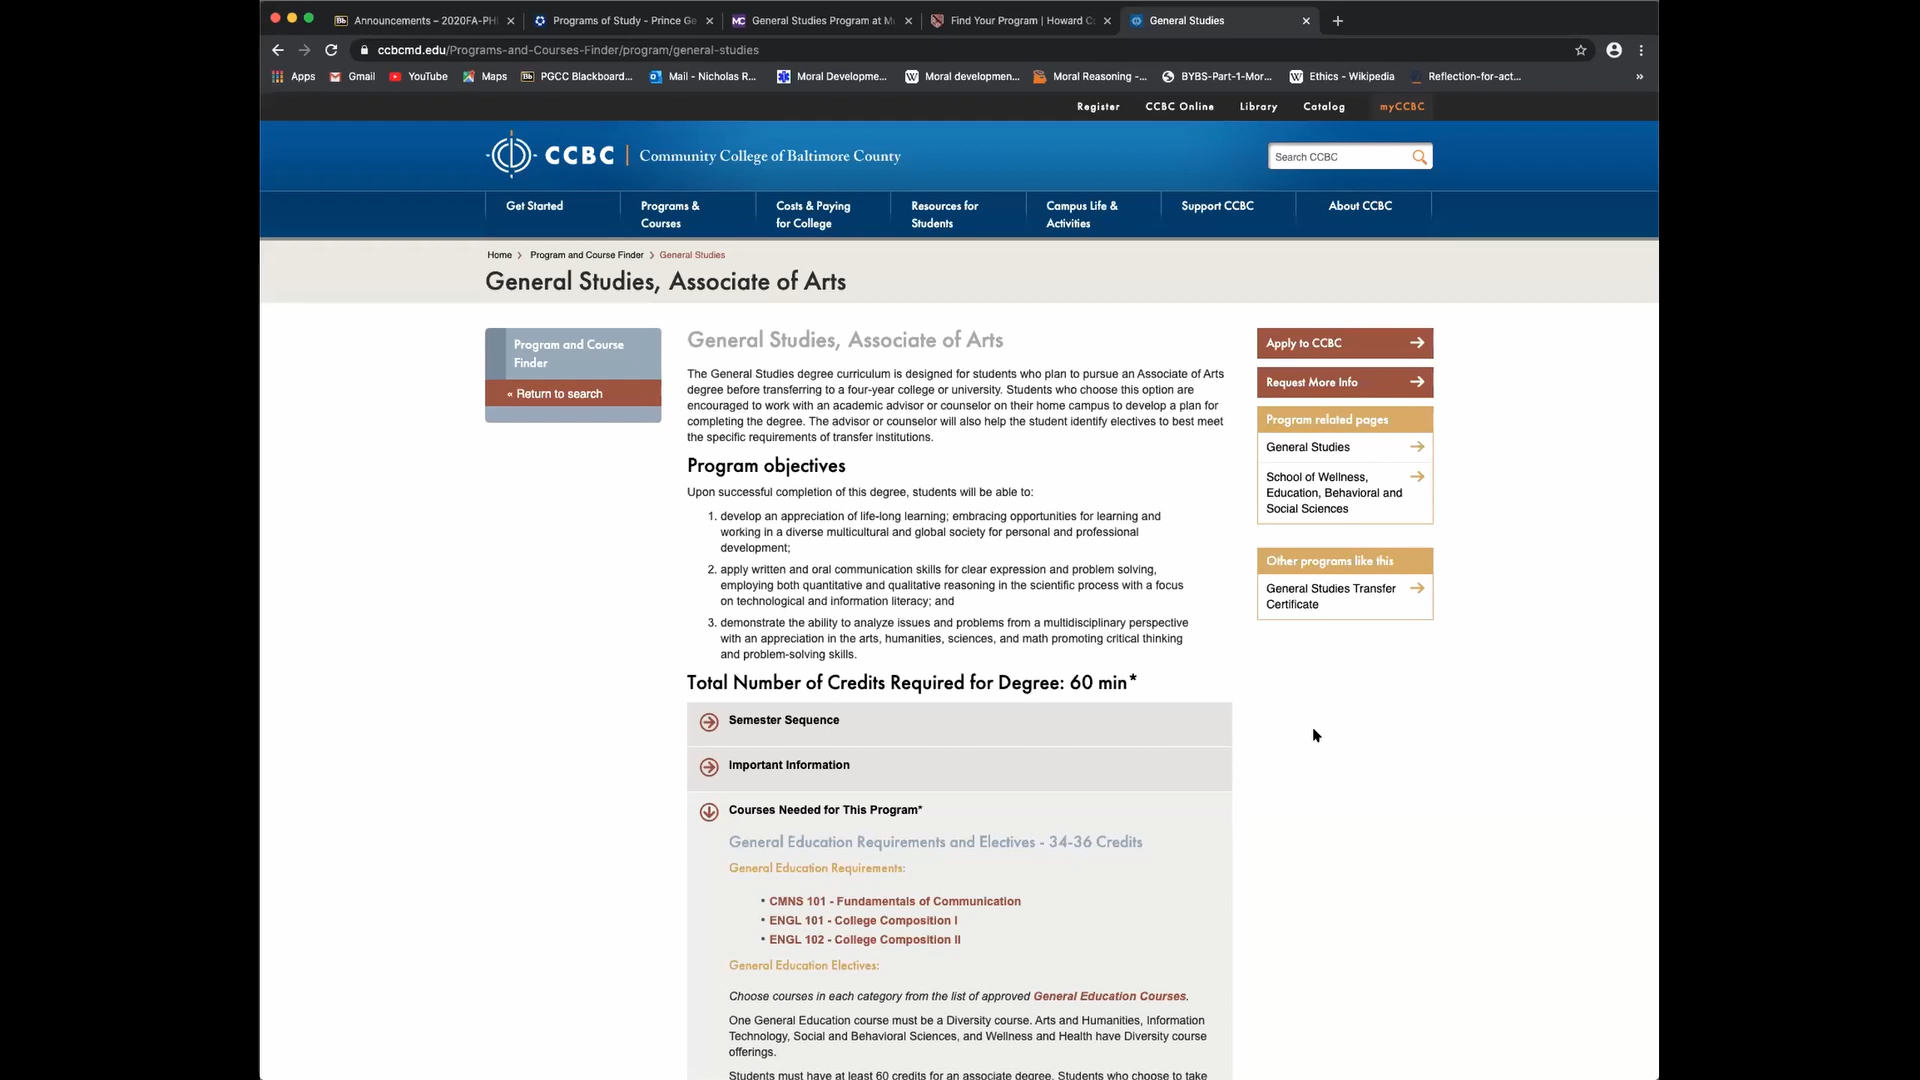 Announcements – 2020FA-PH
Programs of Study - Prince Ge
General Studies Program at M
Find Your Program | Howard C
General Studies
ccbcmd.edu/Programs-and-Courses-Finder/program/general-studies
Apps
Gmail
YouTube
Maps
PGCC Blackboard...
Mail - Nicholas R...
Moral Developme...
Moral developmen...
Moral Reasoning -...
BYBS-Part-1-Mor...
Ethics - Wikipedia
Reflection-for-act...
»
Register
CCBC Online
Library
Catalog
myCCBC
CCBC | Community College of Baltimore County
Search CCBC
Get Started
Programs &
Courses
Costs & Paying
for College
Resources for
Students
Campus Life &
Activities
Support CCBC
About CCBC
Home > Program and Course Finder > General Studies
General Studies, Associate of Arts
Program and Course
Finder
« Return to search
General Studies, Associate of Arts
The General Studies degree curriculum is designed for students who plan to pursue an Associate of Arts
degree before transferring to a four-year college or university. Students who choose this option are
encouraged to work with an academic advisor or counselor on their home campus to develop a plan for
completing the degree. The advisor or counselor will also help the student identify electives to best meet
the specific requirements of transfer institutions.
Program objectives
Upon successful completion of this degree, students will be able to:
1. develop an appreciation of life-long learning; embracing opportunities for learning and
working in a diverse multicultural and global society for personal and professional
development;
2. apply written and oral communication skills for clear expression and problem solving,
employing both quantitative and qualitative reasoning in the scientific process with a focus
on technological and information literacy; and
3. demonstrate the ability to analyze issues and problems from a multidisciplinary perspective
with an appreciation in the arts, humanities, sciences, and math promoting critical thinking
and problem-solving skills.
Total Number of Credits Required for Degree: 60 min*
Semester Sequence
Important Information
Courses Needed for This Program*
General Education Requirements and Electives - 34-36 Credits
General Education Requirements:
• CMNS 101 - Fundamentals of Communication
• ENGL 101 - College Composition I
• ENGL 102 - College Composition II
General Education Electives:
Choose courses in each category from the list of approved General Education Courses.
One General Education course must be a Diversity course. Arts and Humanities, Information
Technology, Social and Behavioral Sciences, and Wellness and Health have Diversity course
offerings.
Students must have at least 60 credits for an associate degree. Students who choose to take
Apply to CCBC
Request More Info
Program related pages
General Studies
School of Wellness,
Education, Behavioral and
Social Sciences
Other programs like this
General Studies Transfer
Certificate